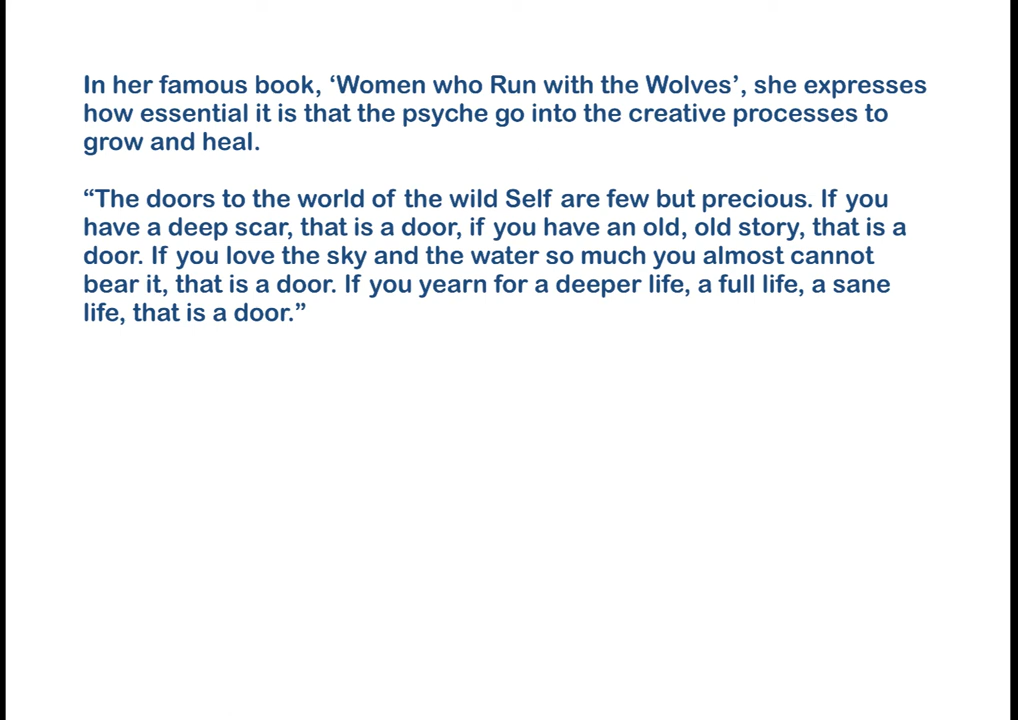 In her famous book, ‘Women who Run with the Wolves’, she expresses
how essential it is that the psyche go into the creative processes to
grow and heal.
“The doors to the world of the wild Self are few but precious. If you
have a deep scar, that is a door, if you have an old, old story, that is a
door. If you love the sky and the water so much you almost cannot
bear it, that is a door. If you yearn for a deeper life, a full life, a sane
life, that is a door.”